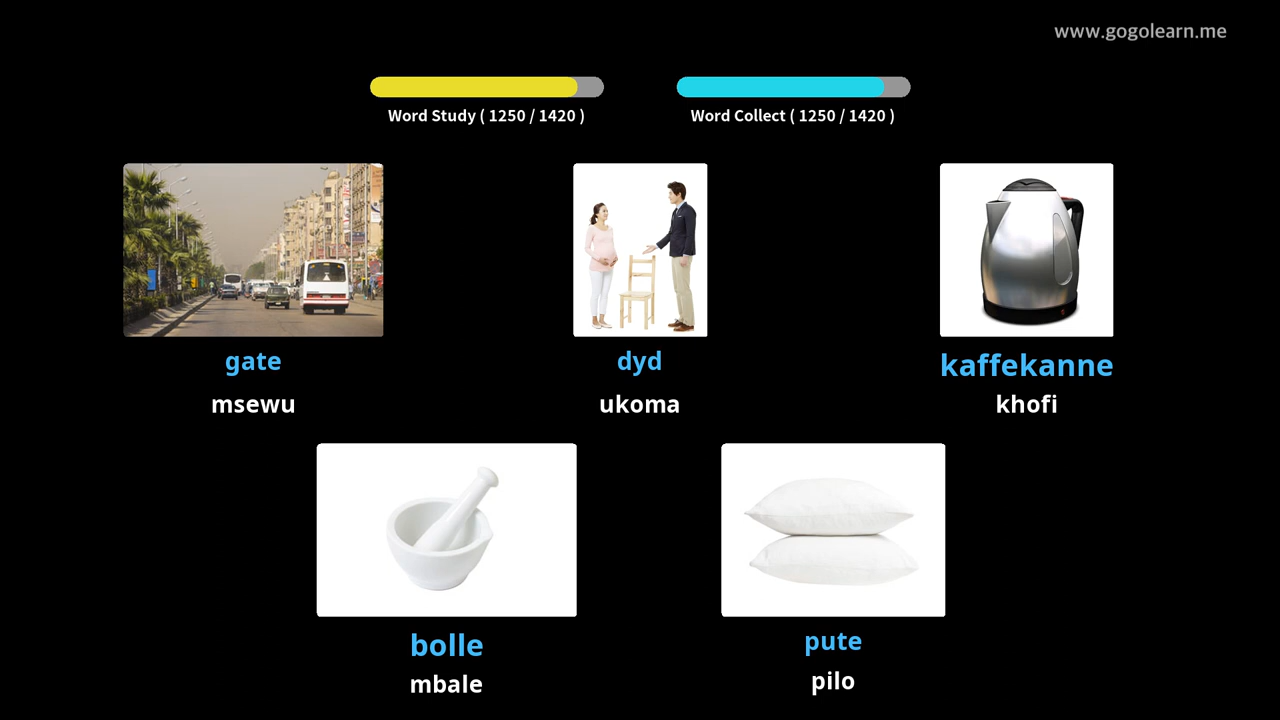 www.gogolearn.me
Word Study ( 1250 / 1420 )
Word Collect ( 1250 / 1420 )
gate
msewu
dyd
ukoma
kaffekanne
khofi
bolle
mbale
pute
pilo